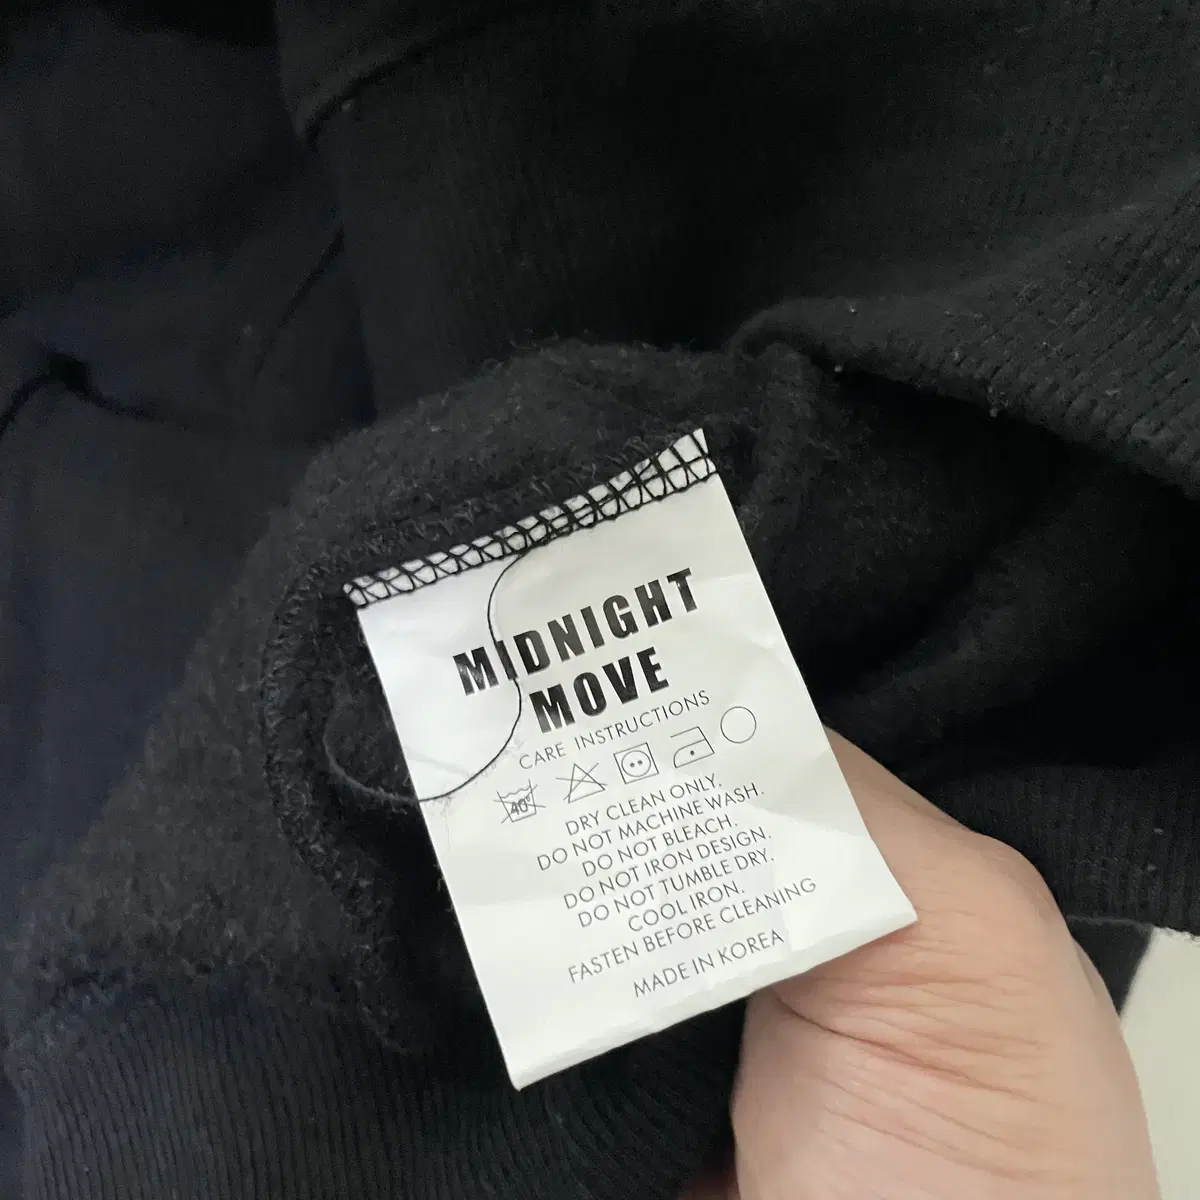 MIDNIGHT
MOVE
CARE INSTRUCTIONS
40°
DRY CLEAN ONLY.
DO NOT MACHINE WASH.
DO NOT BLEACH.
DO NOT IRON DESIGN.
DO NOT TUMBLE DRY.
COOL IRON.
FASTEN BEFORE CLEANING
MADE IN KOREA